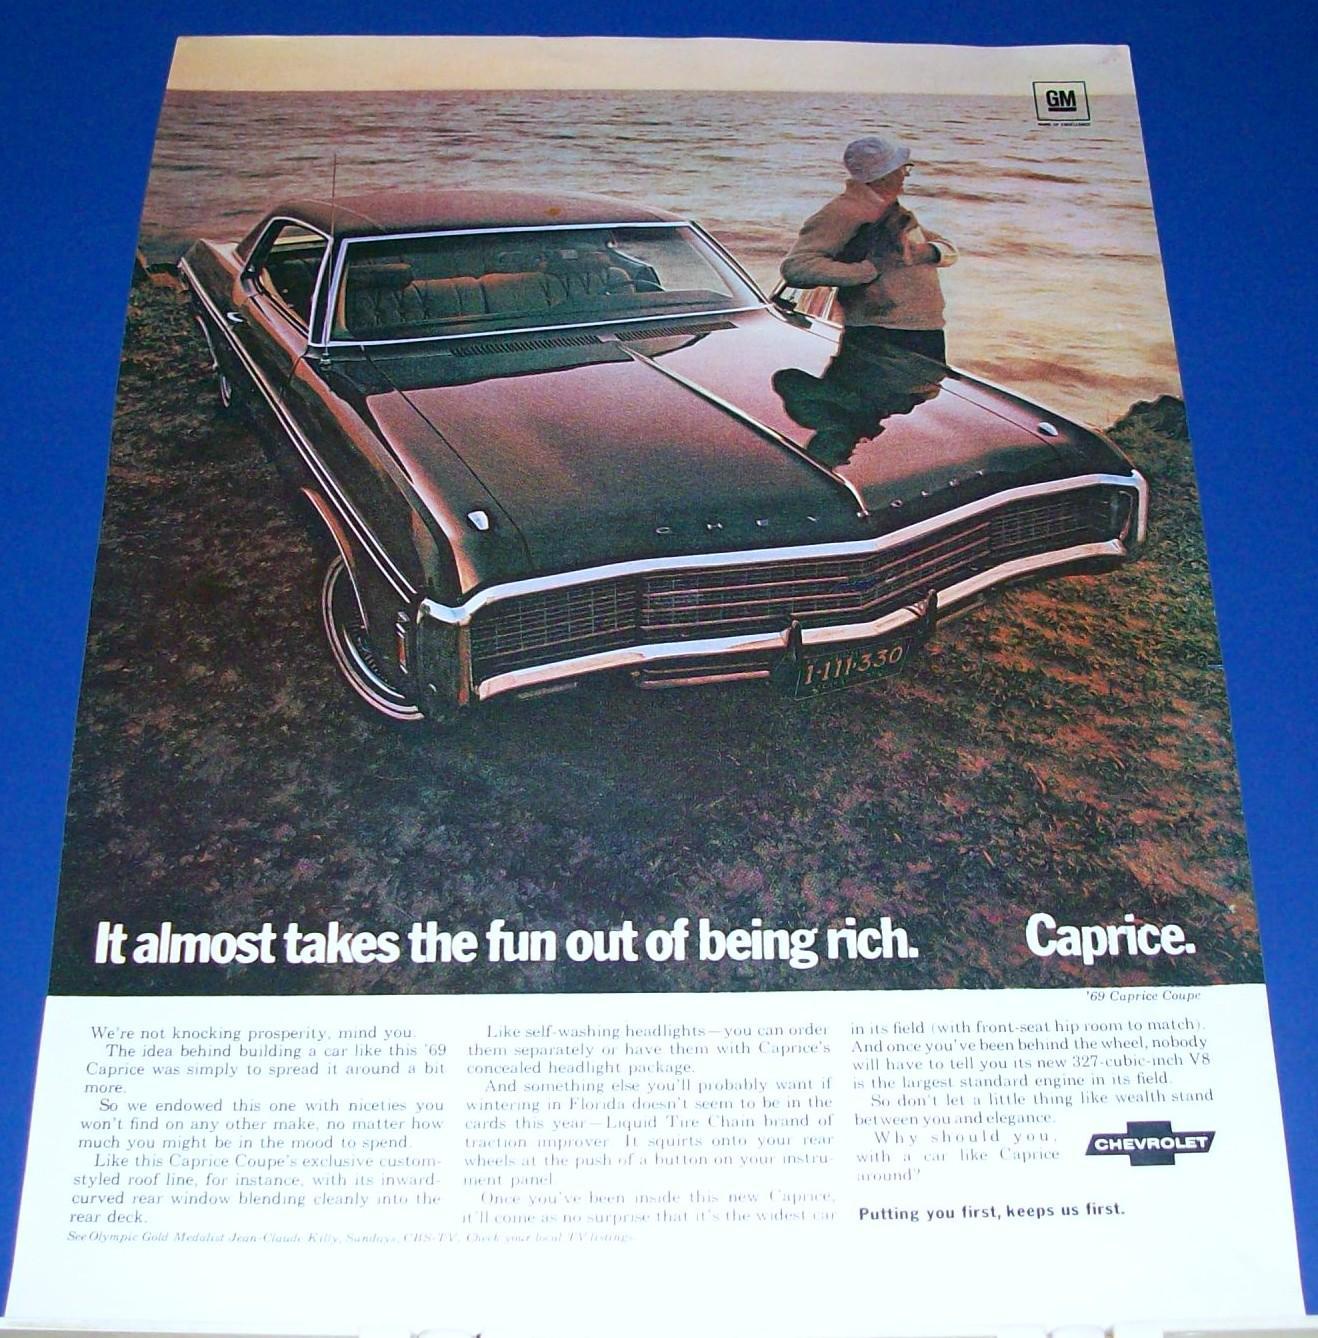 GM
MARK OF EXCELLENCE
CHEVROLET
1·111·330
It almost takes the fun out of being rich.
Caprice.
'69 Caprice Coupe
We're not knocking prosperity, mind you.
The idea behind building a car like this '69
Caprice was simply to spread it around a bit
more.
So we endowed this one with niceties you
won't find on any other make, no matter how
much you might be in the mood to spend.
Like this Caprice Coupe's exclusive custom-
styled roof line, for instance, with its inward-
curved rear window blending cleanly into the
rear deck.
Like self-washing headlights—you can order
them separately or have them with Caprice's
concealed headlight package.
And something else you'll probably want if
wintering in Florida doesn't seem to be in the
cards this year—Liquid Tire Chain brand of
traction improver. It squirts onto your rear
wheels at the push of a button on your instru-
ment panel.
Once you've been inside this new Caprice,
it'll come as no surprise that it's the widest car
in its field (with front-seat hip room to match).
And once you've been behind the wheel, nobody
will have to tell you its new 327-cubic-inch V8
is the largest standard engine in its field.
So don't let a little thing like wealth stand
between you and elegance.
Why should you,
with a car like Caprice
around?
CHEVROLET
Putting you first, keeps us first.
See Olympic Gold Medalist Jean-Claude Killy, Sundays, CBS-TV. Check your local TV listings.